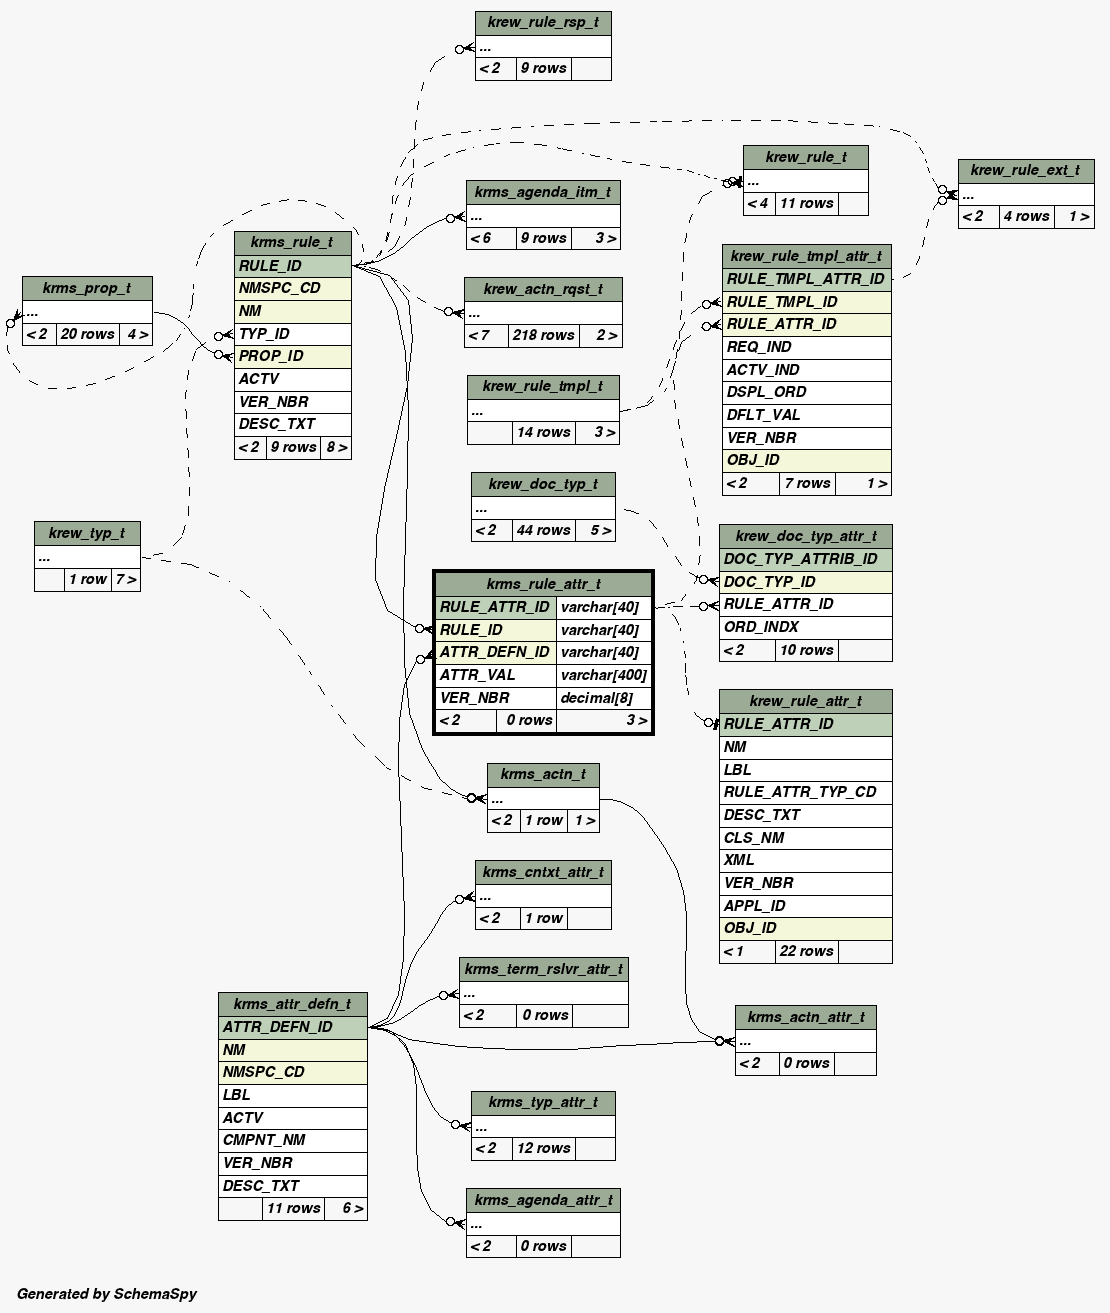 krew_rule_rsp_t
...
< 2 9 rows
krew_rule_t
...
< 4 11 rows
krew_rule_ext_t
...
< 2 4 rows 1 >
krms_agenda_itm_t
...
< 6 9 rows 3 >
krms_rule_t
RULE_ID
NMSPC_CD
NM
TYP_ID
PROP_ID
ACTV
VER_NBR
DESC_TXT
< 2 9 rows 8 >
krms_prop_t
...
< 2 20 rows 4 >
krew_actn_rqst_t
...
< 7 218 rows 2 >
krew_rule_tmpl_attr_t
RULE_TMPL_ATTR_ID
RULE_TMPL_ID
RULE_ATTR_ID
REQ_IND
ACTV_IND
DSPL_ORD
DFLT_VAL
VER_NBR
OBJ_ID
< 2 7 rows 1 >
krew_rule_tmpl_t
...
14 rows 3 >
krew_doc_typ_t
...
< 2 44 rows 5 >
krew_typ_t
...
1 row 7 >
krew_doc_typ_attr_t
DOC_TYP_ATTRIB_ID
DOC_TYP_ID
RULE_ATTR_ID
ORD_INDX
< 2 10 rows
krms_rule_attr_t
RULE_ATTR_ID varchar[40]
RULE_ID varchar[40]
ATTR_DEFN_ID varchar[40]
ATTR_VAL varchar[400]
VER_NBR decimal[8]
< 2 0 rows 3 >
krew_rule_attr_t
RULE_ATTR_ID
NM
LBL
RULE_ATTR_TYP_CD
DESC_TXT
CLS_NM
XML
VER_NBR
APPL_ID
OBJ_ID
< 1 22 rows
krms_actn_t
...
< 2 1 row 1 >
krms_cntxt_attr_t
...
< 2 1 row
krms_term_rslvr_attr_t
...
< 2 0 rows
krms_attr_defn_t
ATTR_DEFN_ID
NM
NMSPC_CD
LBL
ACTV
CMPNT_NM
VER_NBR
DESC_TXT
11 rows 6 >
krms_actn_attr_t
...
< 2 0 rows
krms_typ_attr_t
...
< 2 12 rows
krms_agenda_attr_t
...
< 2 0 rows
Generated by SchemaSpy